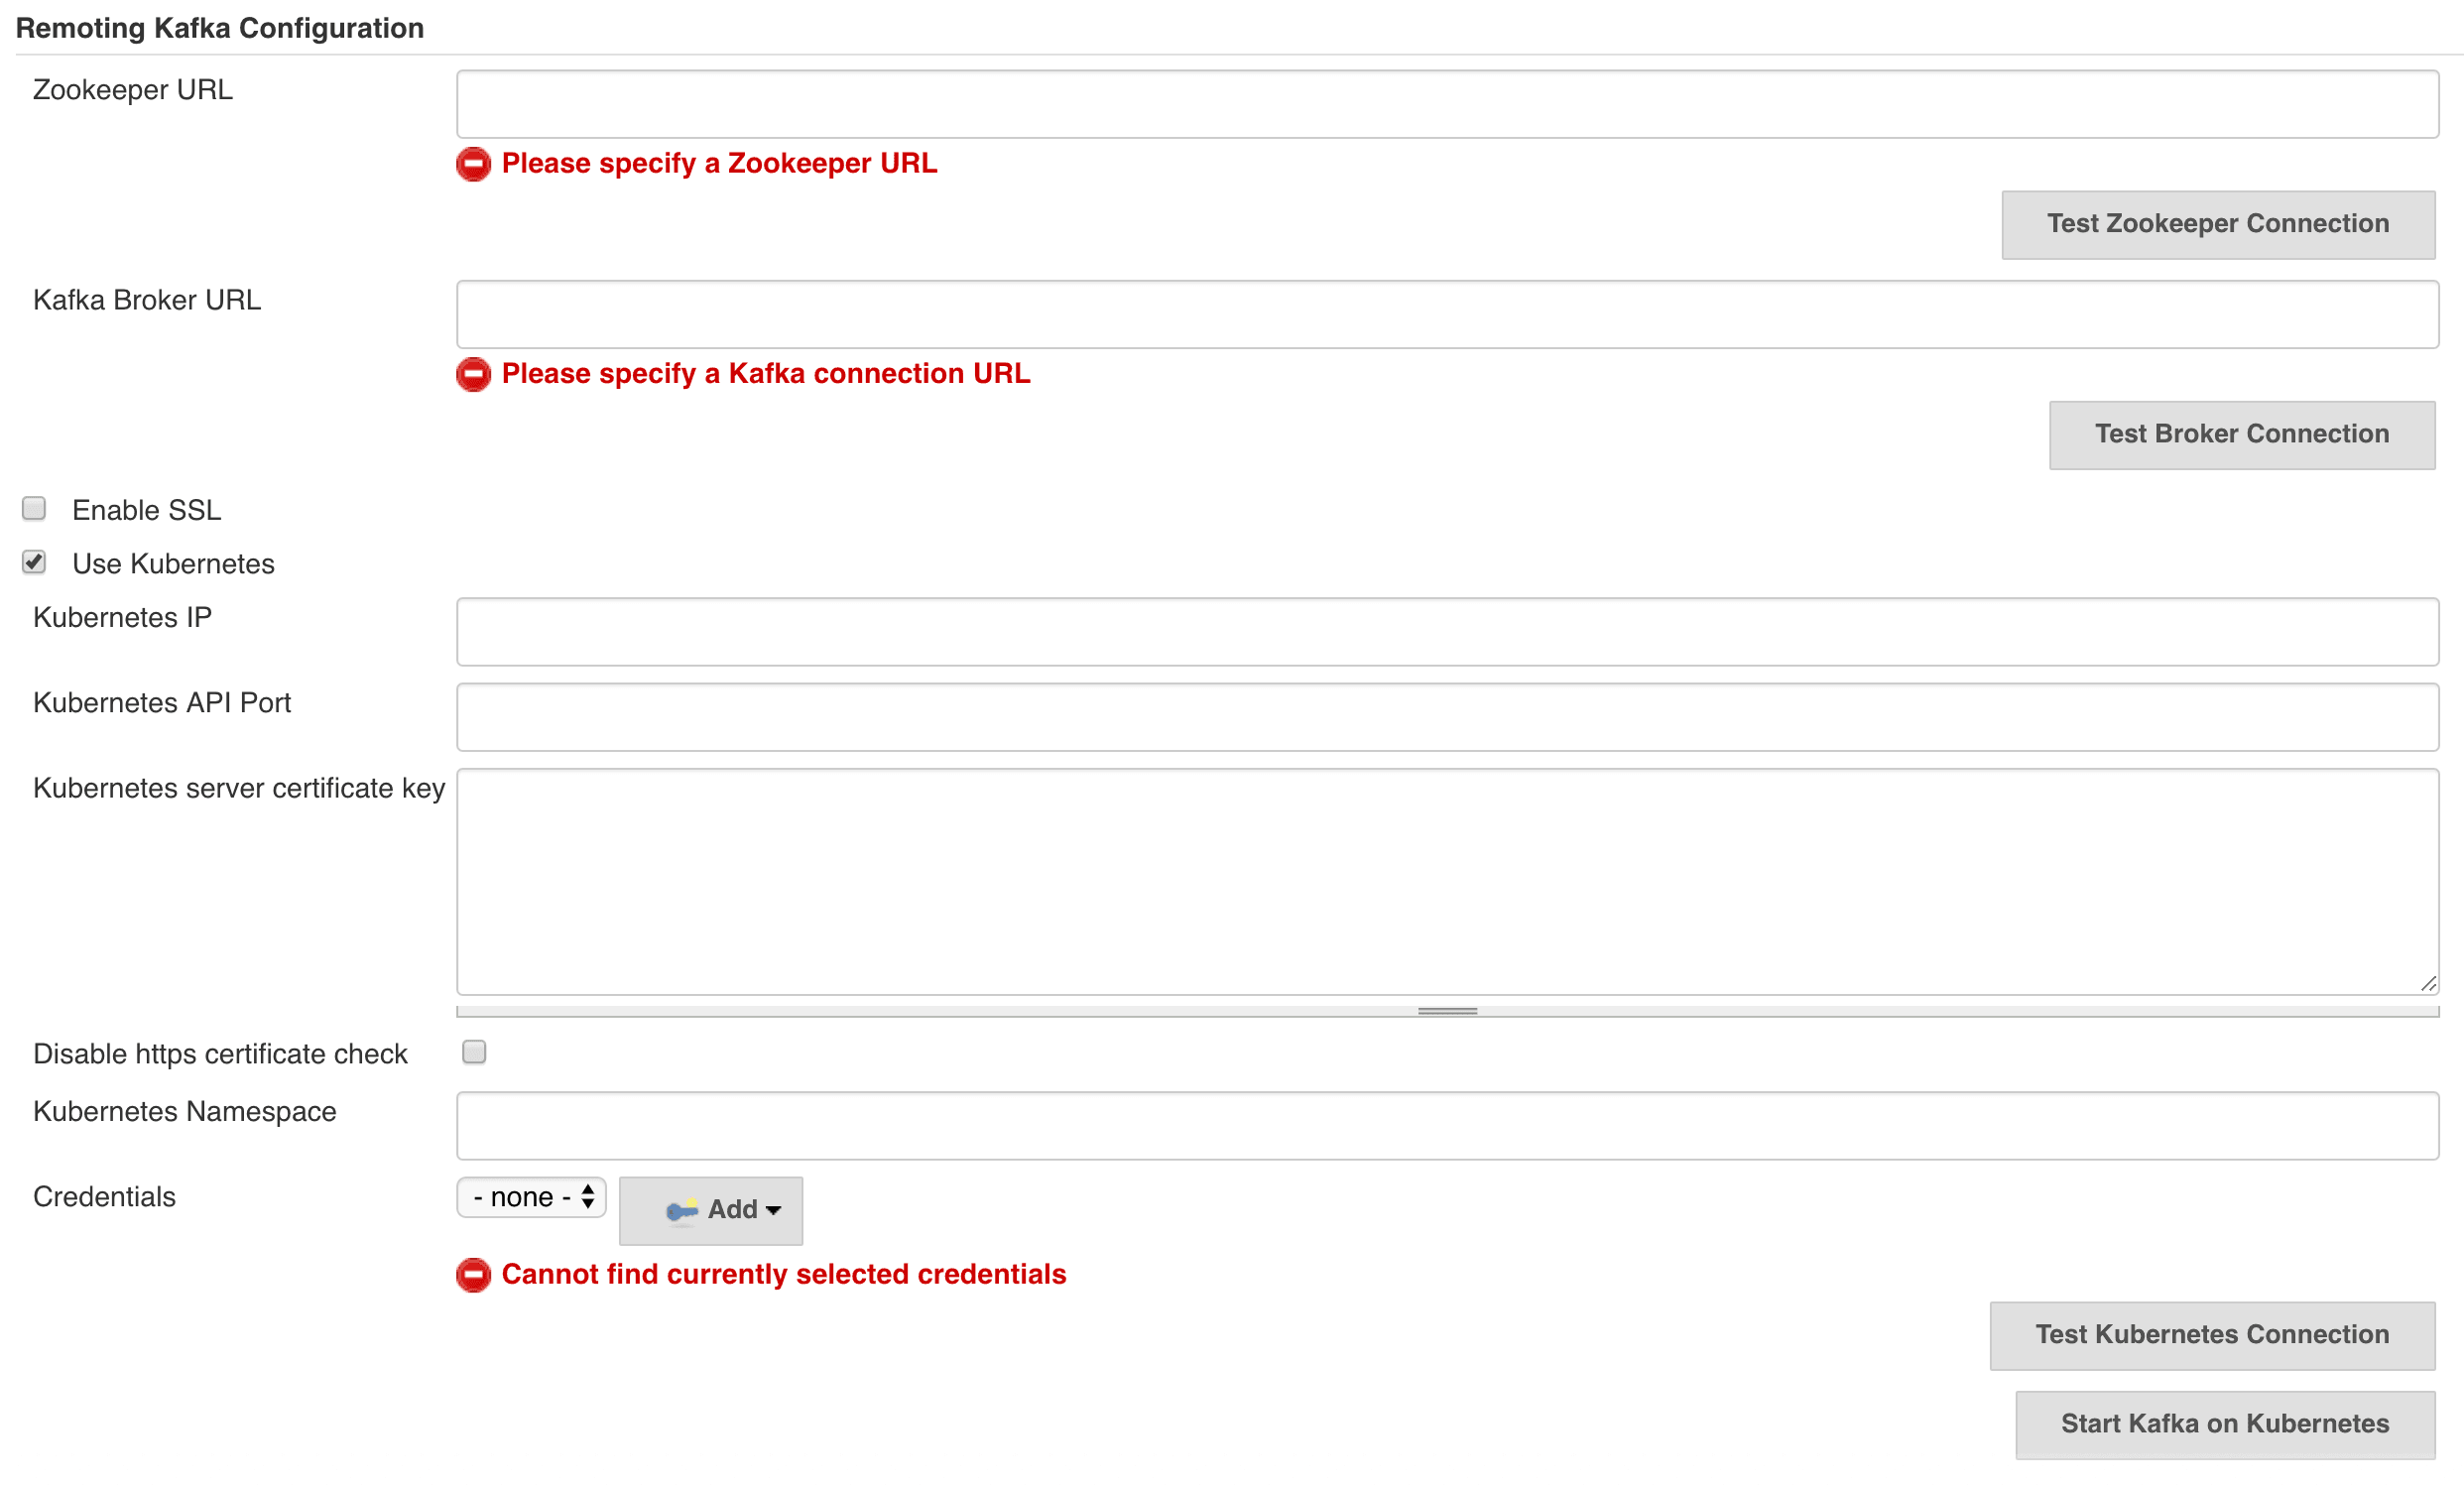 Remoting Kafka Configuration
Zookeeper URL
Please specify a Zookeeper URL
Test Zookeeper Connection
Kafka Broker URL
Please specify a Kafka connection URL
Test Broker Connection
Enable SSL
Use Kubernetes
Kubernetes IP
Kubernetes API Port
Kubernetes server certificate key
Disable https certificate check
Kubernetes Namespace
Credentials
- none -
Add
Cannot find currently selected credentials
Test Kubernetes Connection
Start Kafka on Kubernetes